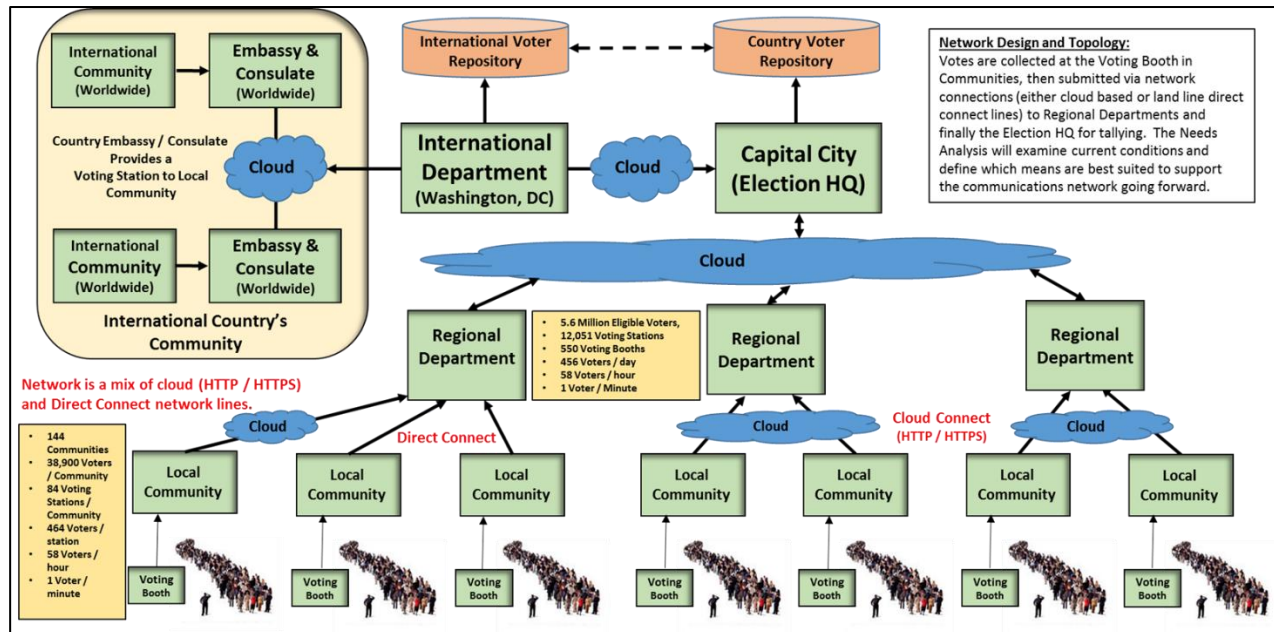 International
Community
(Worldwide)
Embassy &
Consulate
(Worldwide)
Country Embassy / Consulate
Provides a
Voting Station to Local
Community
Cloud
International
Community
(Worldwide)
Embassy &
Consulate
(Worldwide)
International Country's
Community
International Voter
Repository
Country Voter
Repository
International
Department
(Washington, DC)
Cloud
Capital City
(Election HQ)
Network Design and Topology:
Votes are collected at the Voting Booth in
Communities, then submitted via network
connections (either cloud based or land line direct
connect lines) to Regional Departments and
finally the Election HQ for tallying. The Needs
Analysis will examine current conditions and
define which means are best suited to support
the communications network going forward.
Cloud
Regional
Department
• 5.6 Million Eligible Voters,
• 12,051 Voting Stations
• 550 Voting Booths
• 456 Voters / day
• 58 Voters / hour
• 1 Voter / Minute
Regional
Department
Regional
Department
Network is a mix of cloud (HTTP / HTTPS)
and Direct Connect network lines.
Cloud
Direct Connect
Cloud
Cloud Connect
(HTTP / HTTPS)
Cloud
• 144
Communities
• 38,900 Voters
/ Community
• 84 Voting
Stations /
Community
• 464 Voters /
station
• 58 Voters /
hour
• 1 Voter /
minute
Local
Community
Local
Community
Local
Community
Local
Community
Local
Community
Local
Community
Local
Community
Voting
Booth
Voting
Booth
Voting
Booth
Voting
Booth
Voting
Booth
Voting
Booth
Voting
Booth